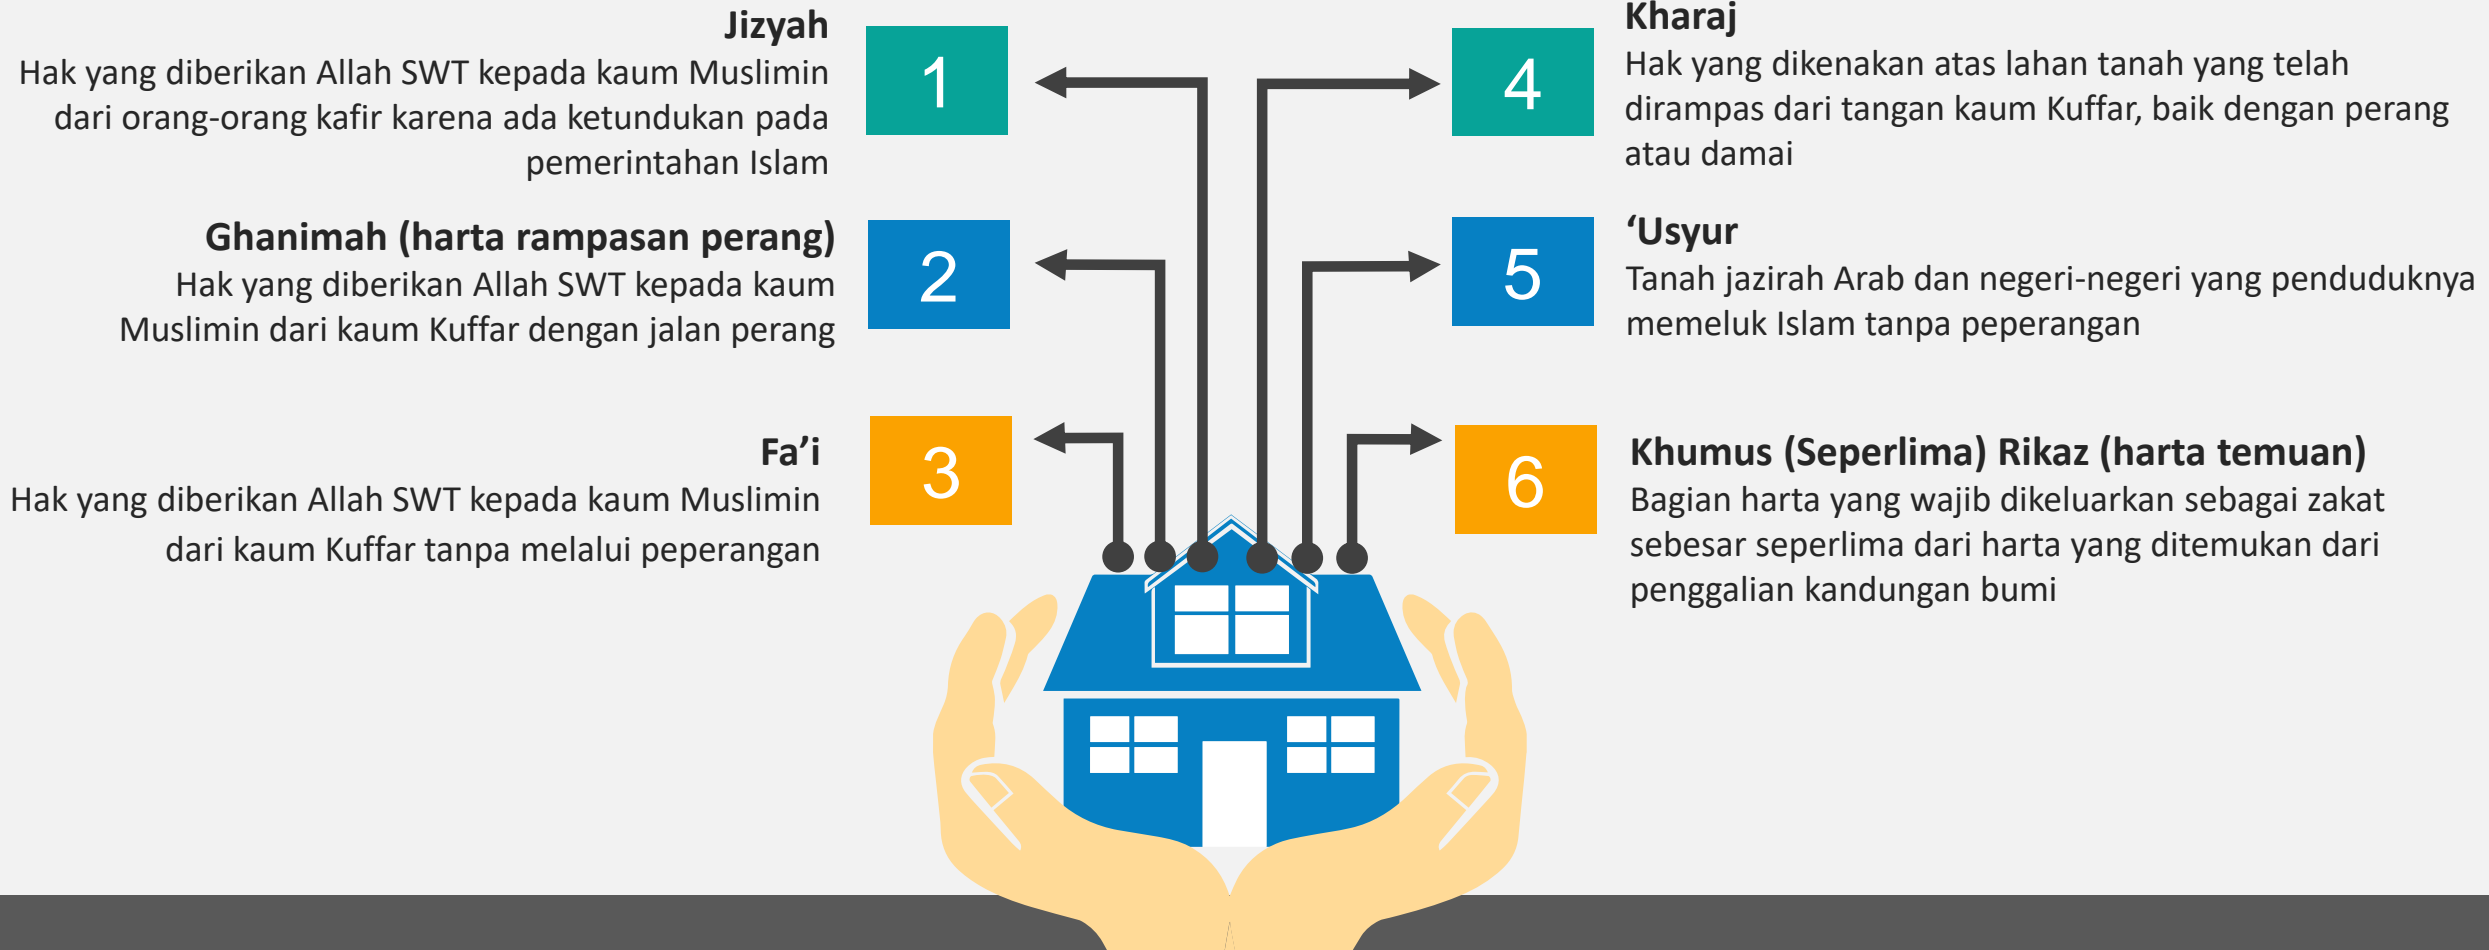 Jizyah
Hak yang diberikan Allah SWT kepada kaum Muslimin
dari orang-orang kafir karena ada ketundukan pada
pemerintahan Islam
1
Ghanimah (harta rampasan perang)
Hak yang diberikan Allah SWT kepada kaum
Muslimin dari kaum Kuffar dengan jalan perang
2
Fa’i
Hak yang diberikan Allah SWT kepada kaum Muslimin
dari kaum Kuffar tanpa melalui peperangan
3
4
Kharaj
Hak yang dikenakan atas lahan tanah yang telah
dirampas dari tangan kaum Kuffar, baik dengan perang
atau damai
5
‘Usyur
Tanah jazirah Arab dan negeri-negeri yang penduduknya
memeluk Islam tanpa peperangan
6
Khumus (Seperlima) Rikaz (harta temuan)
Bagian harta yang wajib dikeluarkan sebagai zakat
sebesar seperlima dari harta yang ditemukan dari
penggalian kandungan bumi